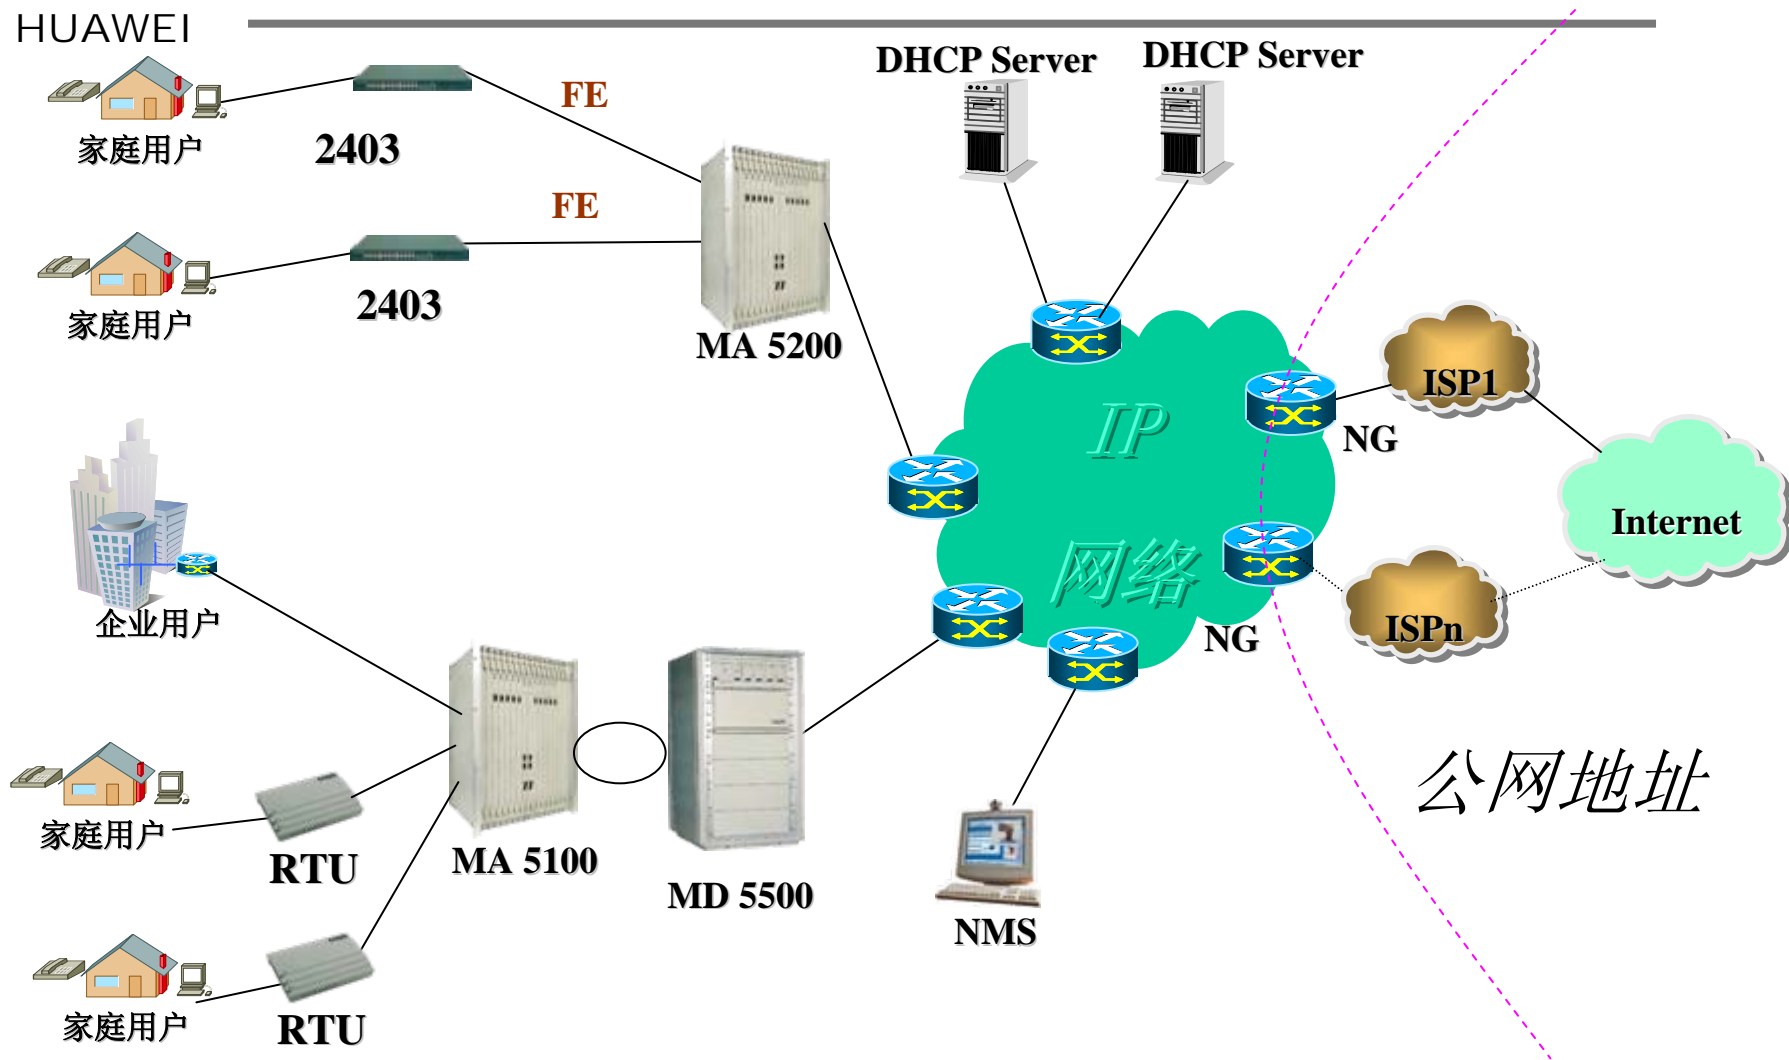 HUAWEI
DHCP Server
DHCP Server
FE
家庭用户
2403
FE
家庭用户
2403
MA 5200
ISP1
IP
NG
Internet
网络
企业用户
NG
ISPn
公网地址
家庭用户
RTU
MA 5100
MD 5500
NMS
家庭用户
RTU